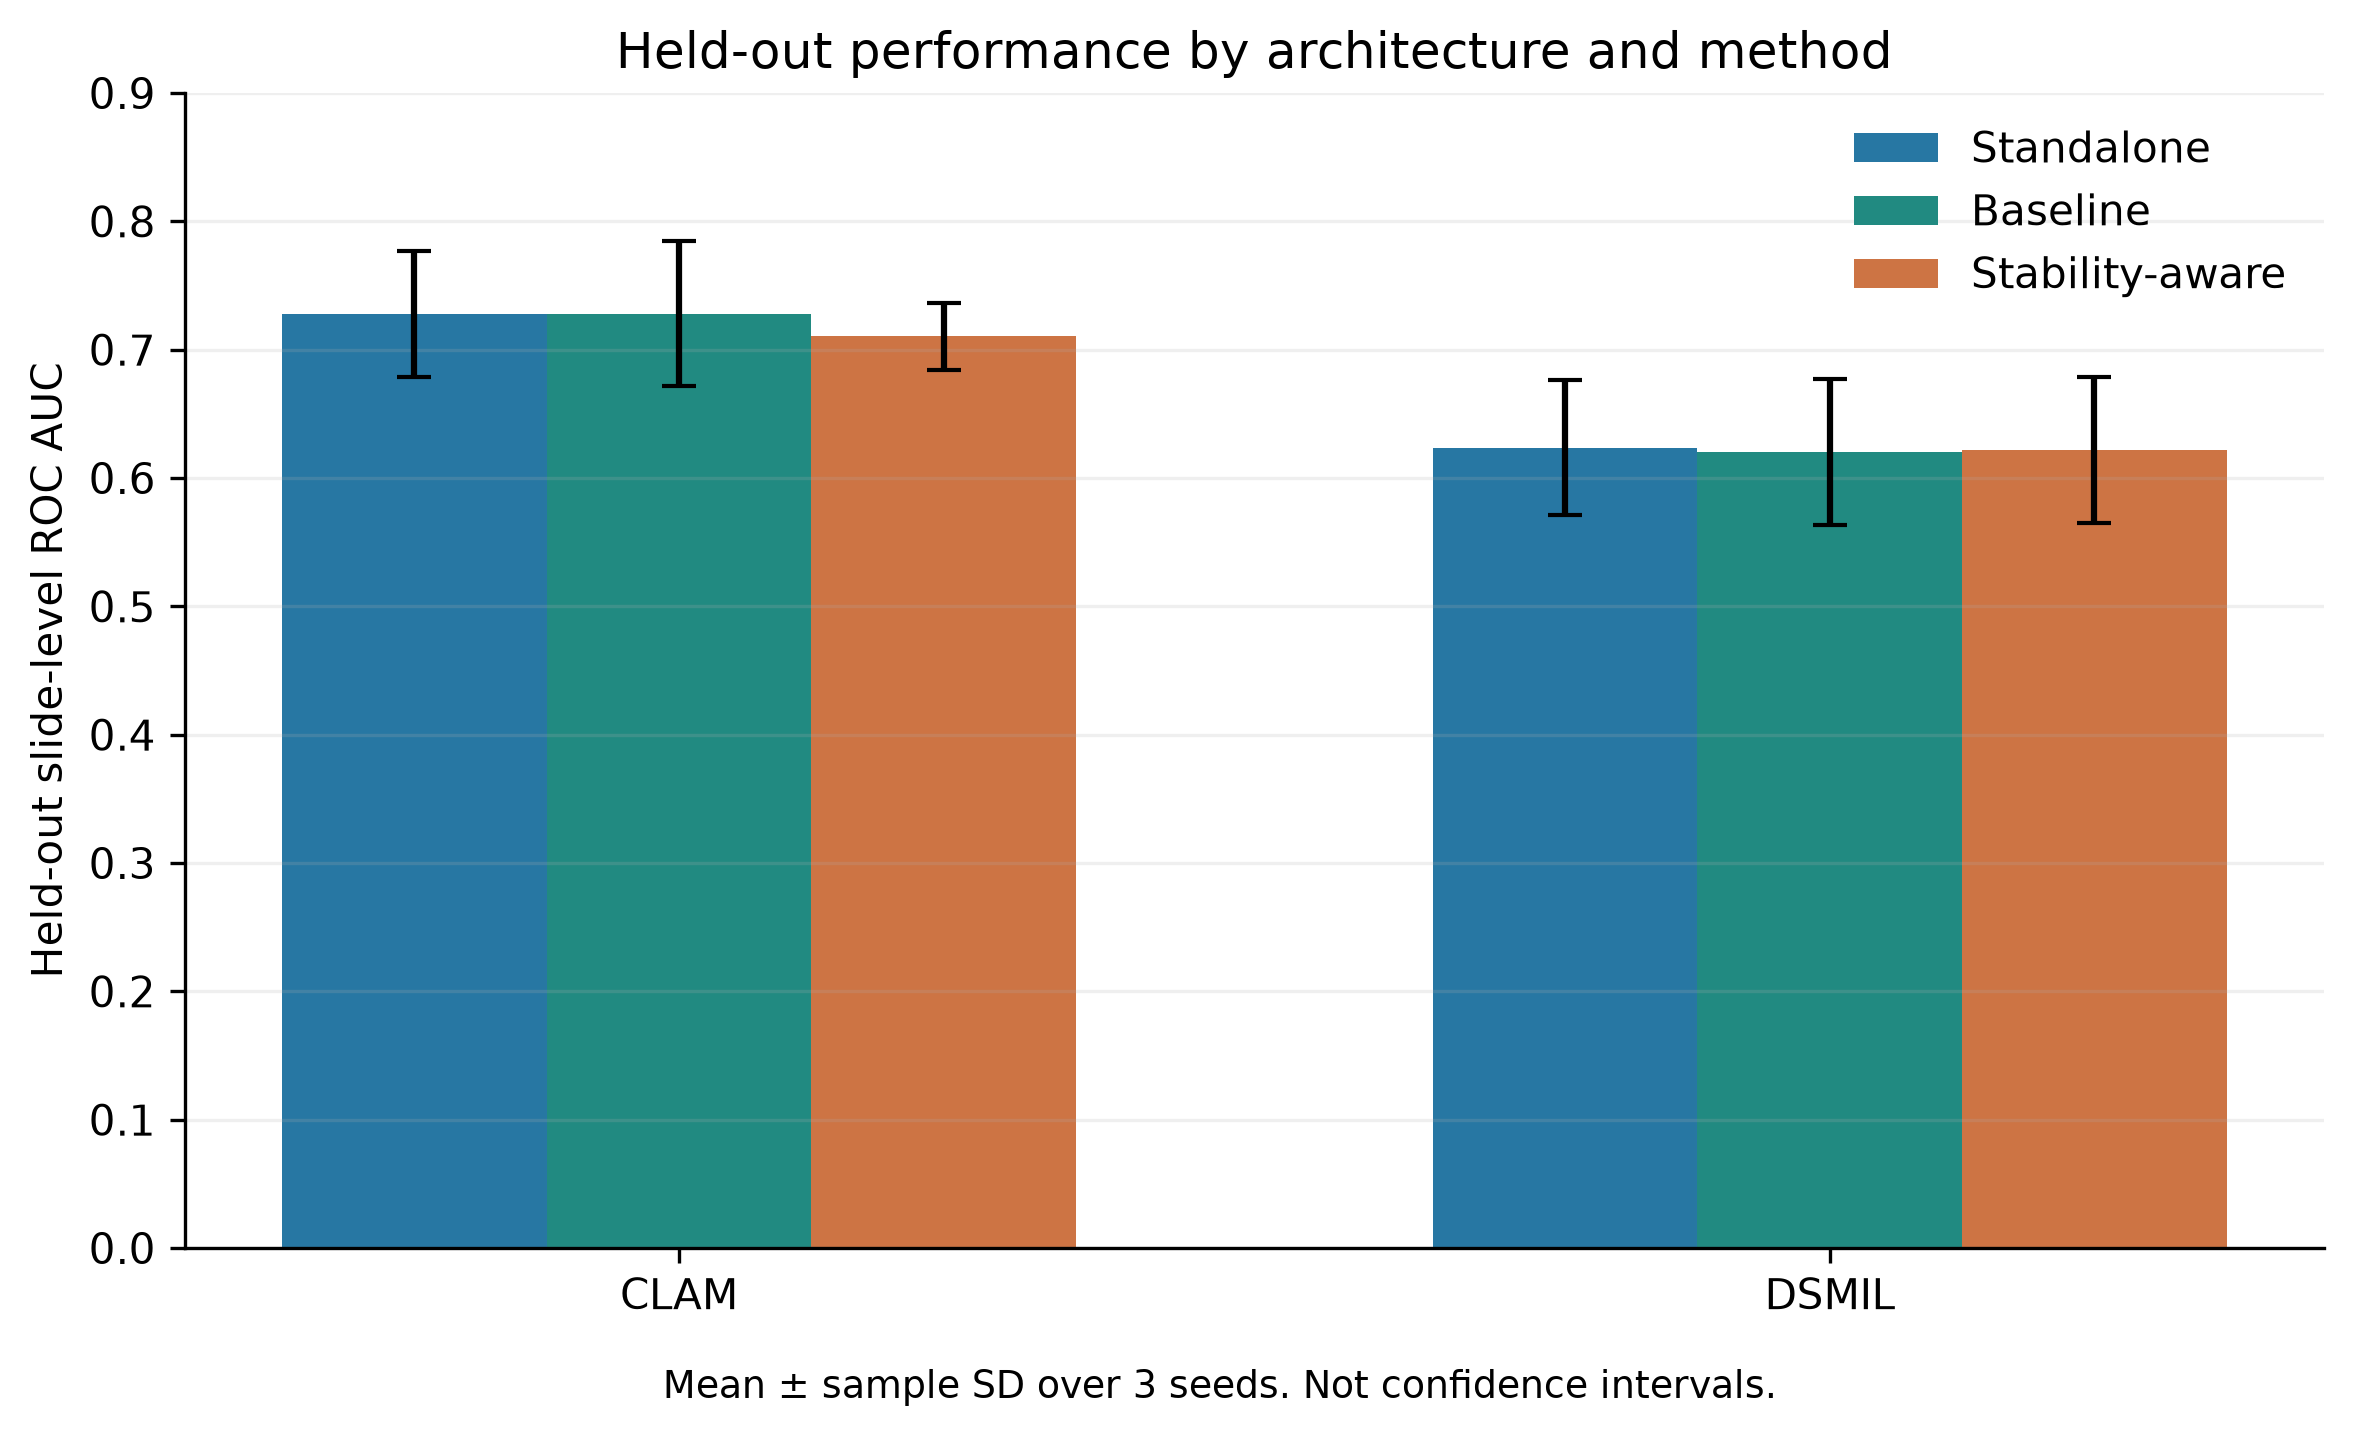 Held-out performance by architecture and method
Held-out slide-level ROC AUC
0.9
0.8
0.7
0.6
0.5
0.4
0.3
0.2
0.1
0.0
Standalone
Baseline
Stability-aware
CLAM
DSMIL
Mean ± sample SD over 3 seeds. Not confidence intervals.